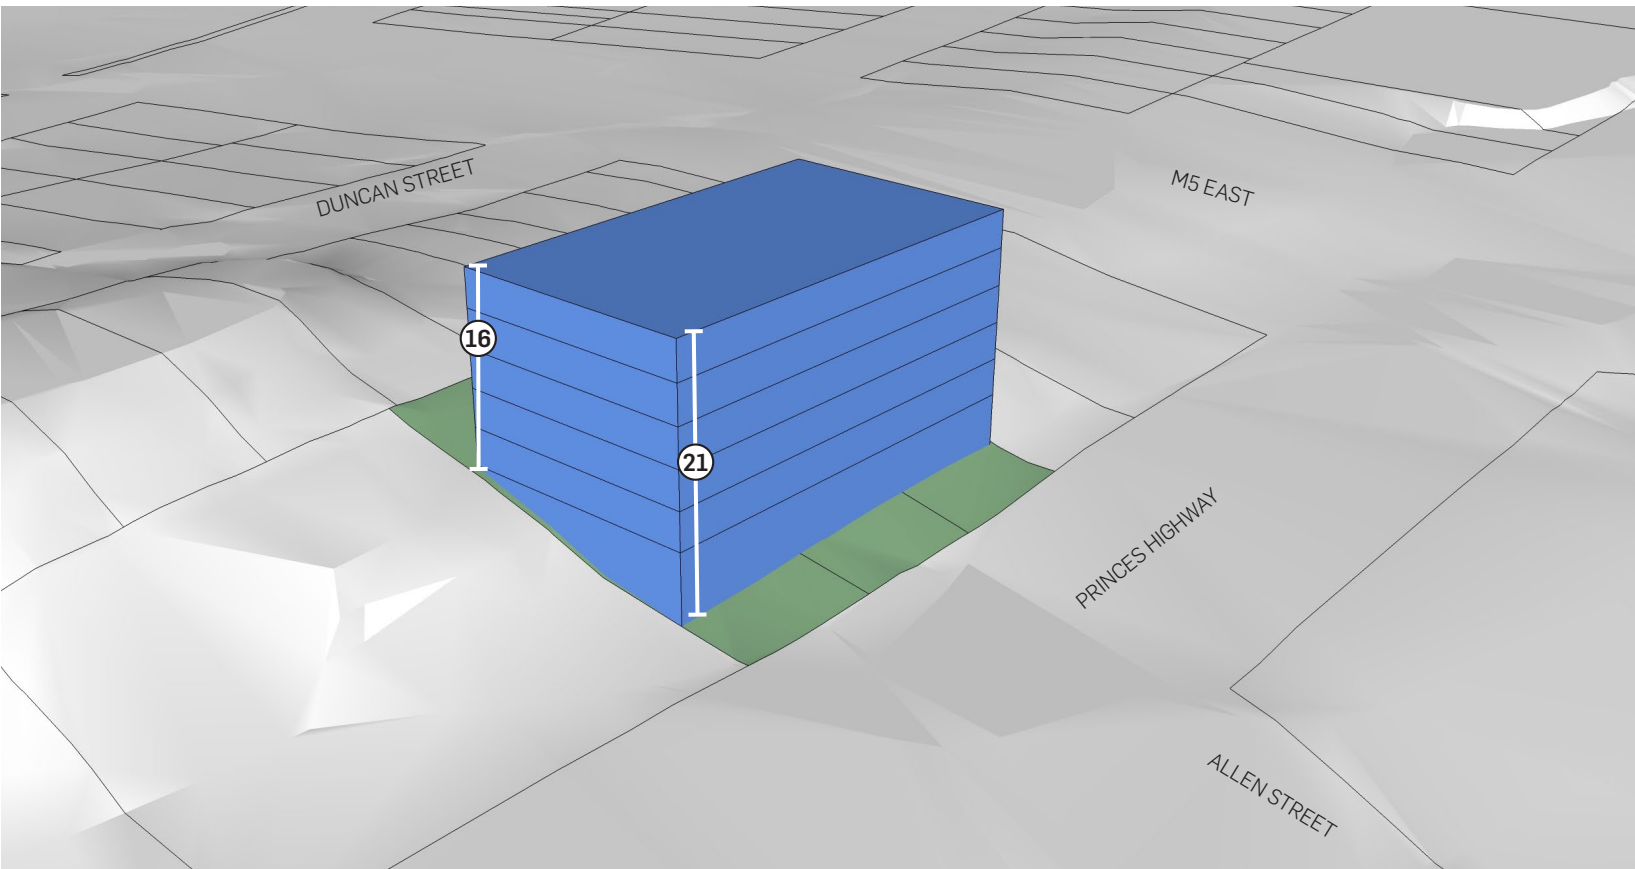 DUNCAN STREET
M5 EAST
16
21
PRINCES HIGHWAY
ALLEN STREET